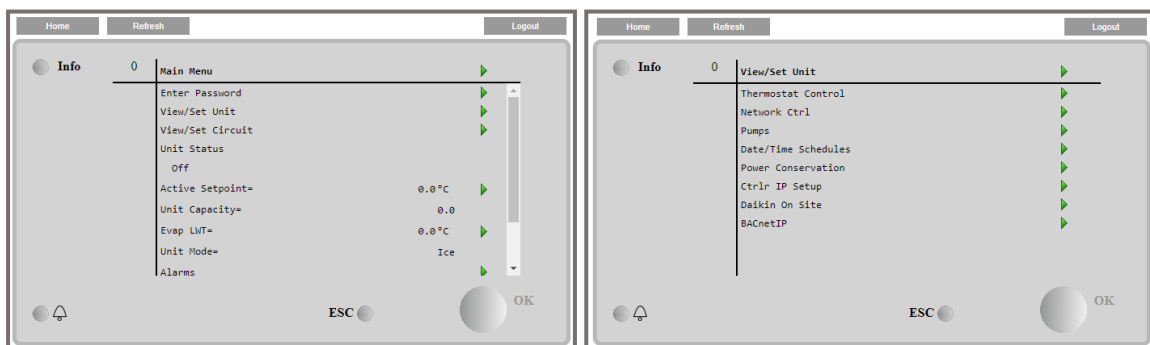 Home Refresh Logout
Info 0 Main Menu
Enter Password
View/Set Unit
View/Set Circuit
Unit Status
Off
Active Setpoint= 0.0°C
Unit Capacity= 0.0
Evap LWT= 0.0°C
Unit Mode= Ice
Alarms
ESC OK
Home Refresh Logout
Info 0 View/Set Unit
Thermostat Control
Network Ctrl
Pumps
Date/Time Schedules
Power Conservation
Ctrlr IP Setup
Daikin On Site
BACnetIP
ESC OK